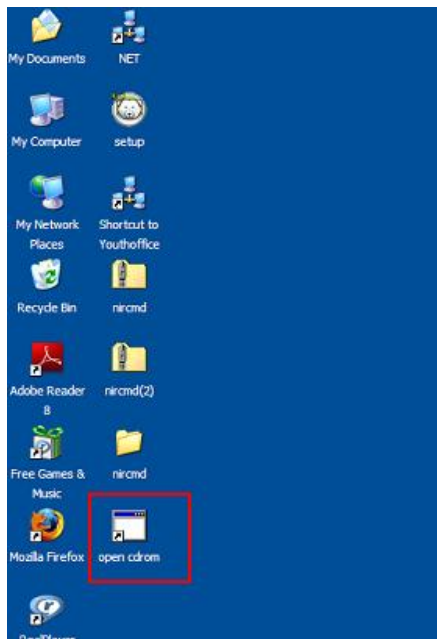 My Documents
NET
My Computer
setup
My Network
Places
Shortcut to
Youthoffice
Recycle Bin
nircmd
Adobe Reader
8
nircmd(2)
Free Games &
Music
nircmd
Mozilla Firefox
open cdrom